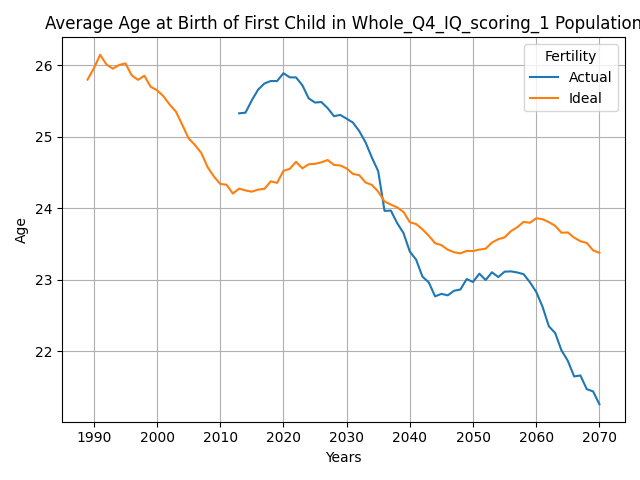 Average Age at Birth of First Child in Whole_Q4_IQ_scoring_1 Population
Fertility
Actual
Ideal
Age
26
25
24
23
22
1990 2000 2010 2020 2030 2040 2050 2060 2070
Years